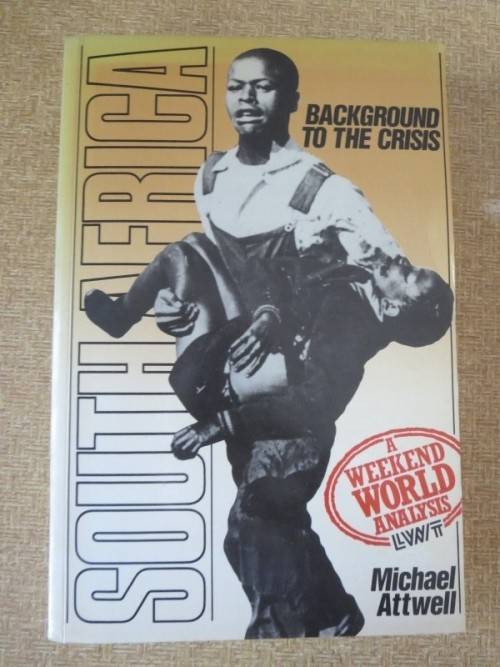 SOUTH AFRICA
BACKGROUND
TO THE CRISIS
A
WEEKEND
WORLD
ANALYSIS
LWT
Michael
Attwell